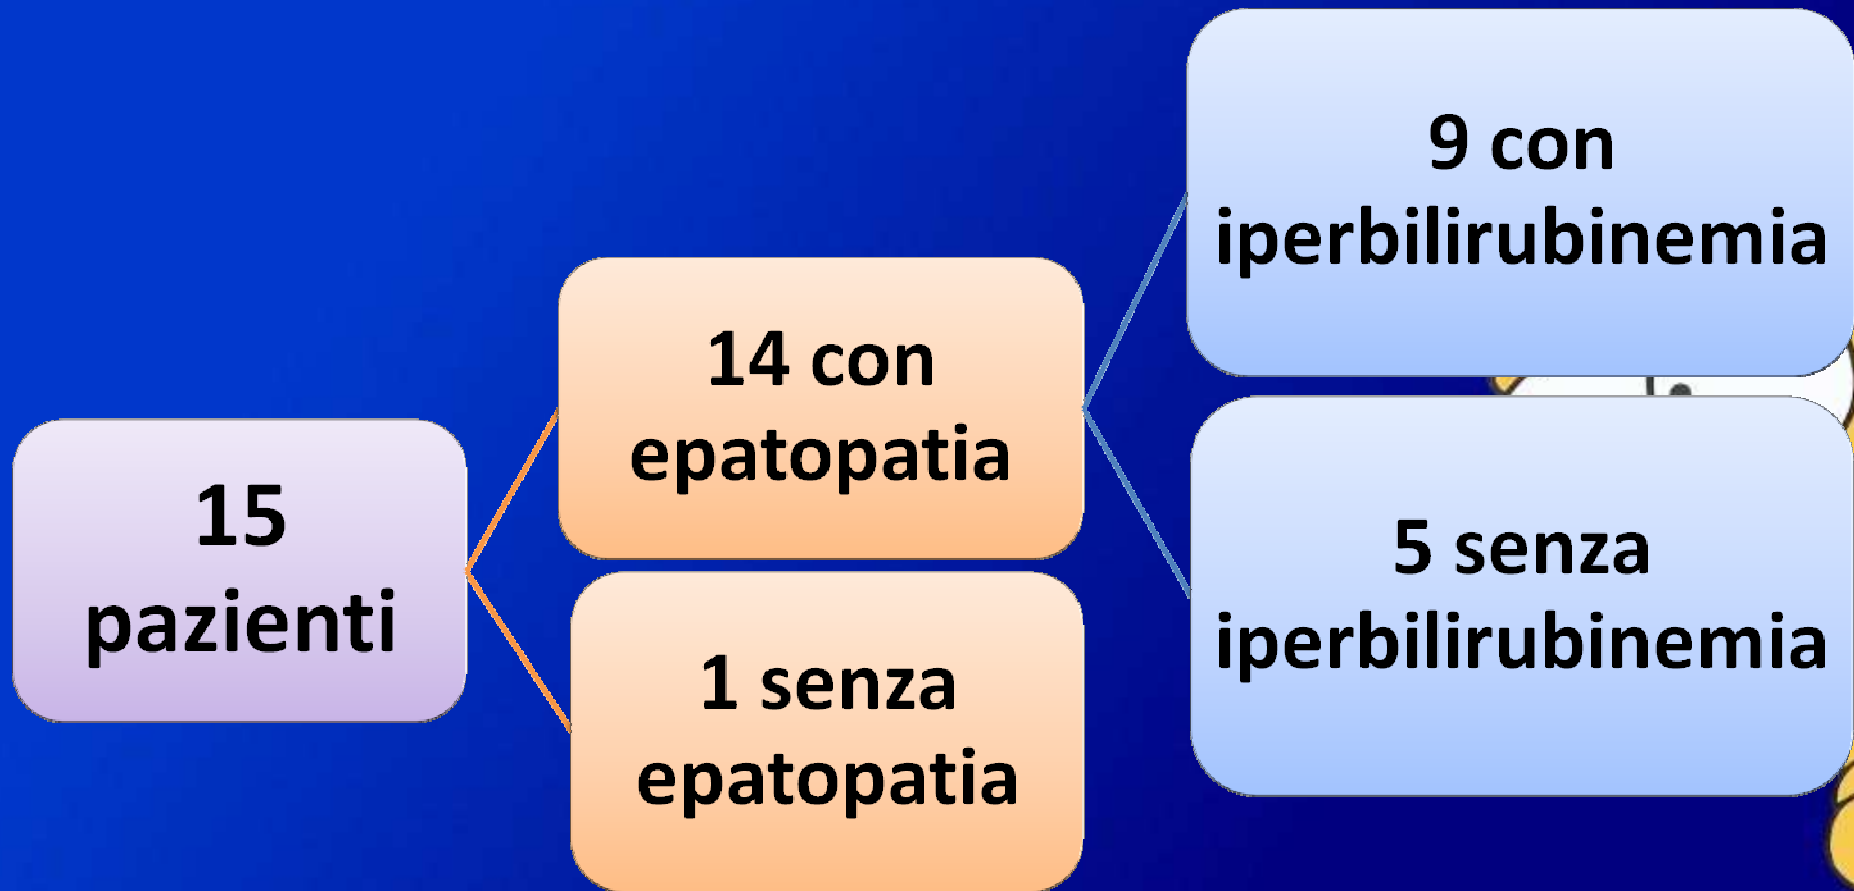 15
pazienti
14 con
epatopatia
1 senza
epatopatia
9 con
iperbilirubinemia
5 senza
iperbilirubinemia